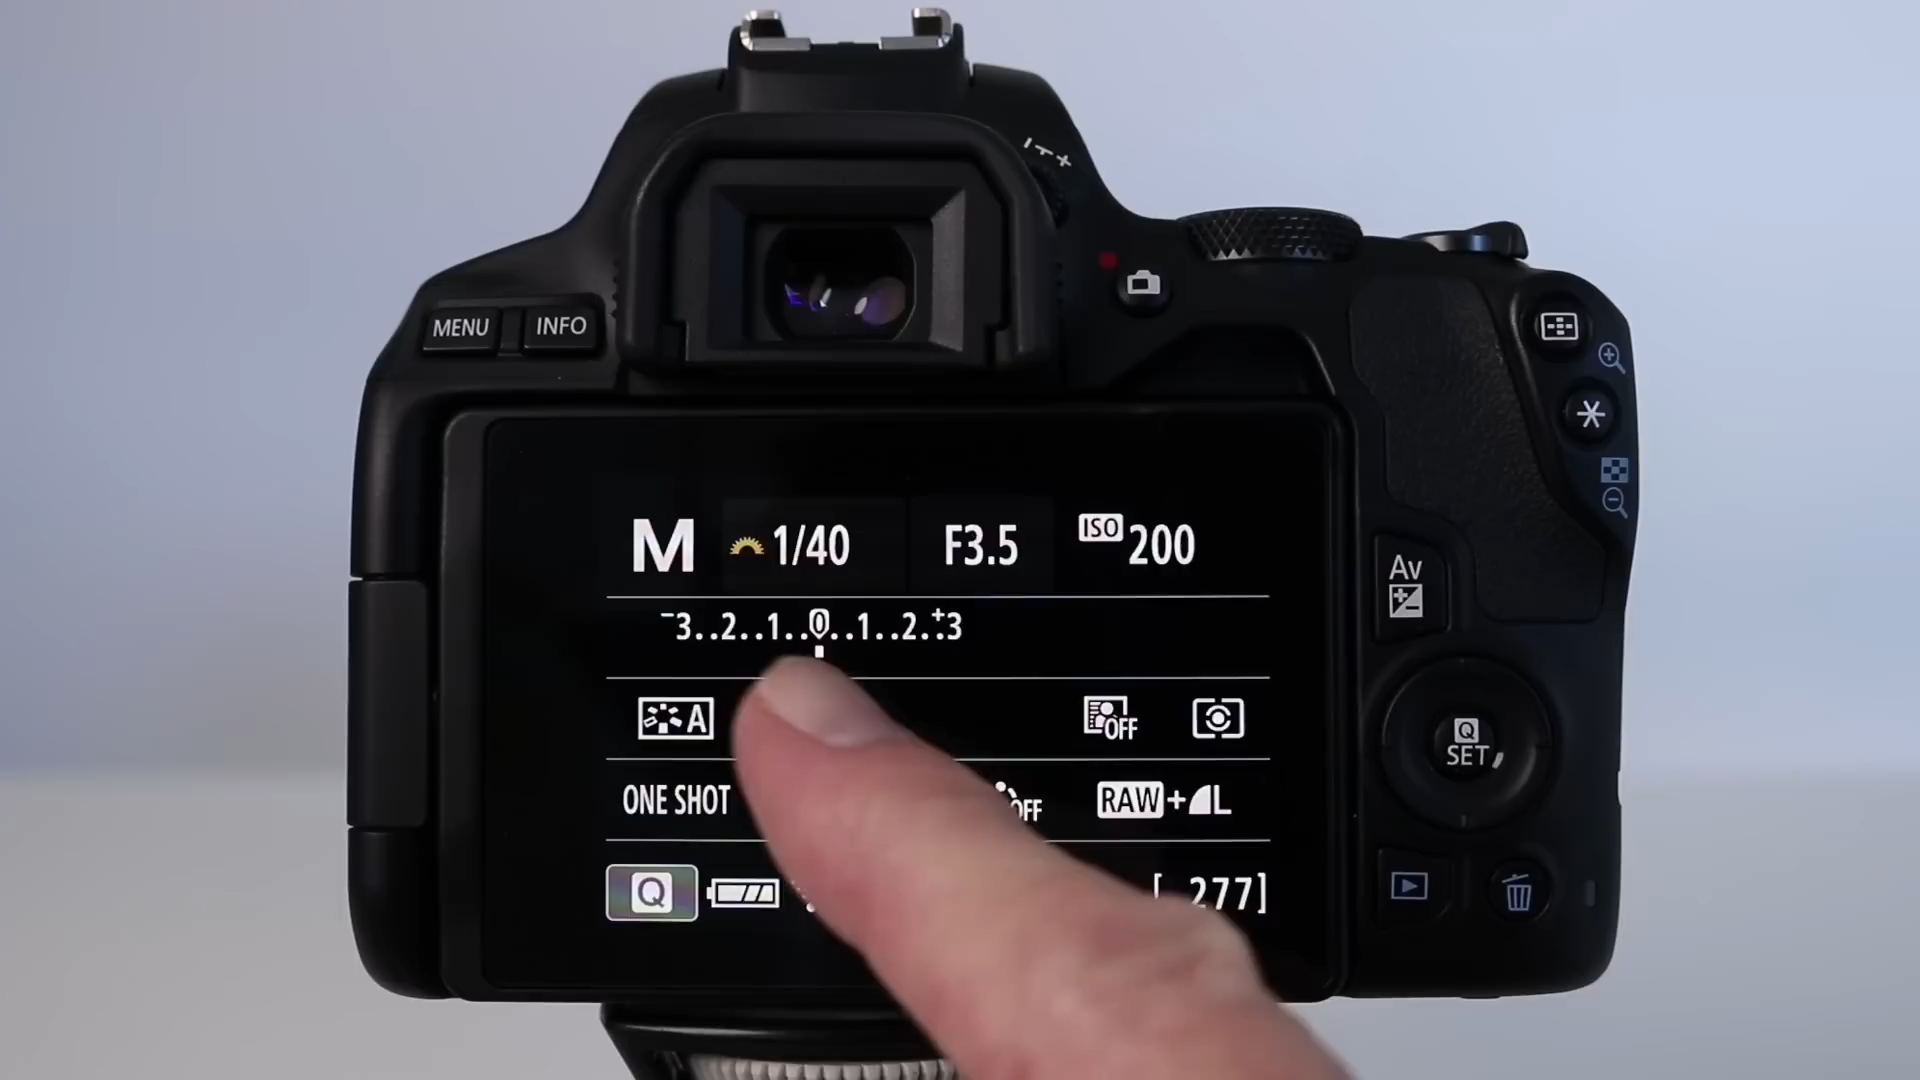 MENU INFO
M 1/40 F3.5 ISO 200
-3..2..1..0..1..2.+3
A OFF
ONE SHOT OFF RAW+L
Q [ 277]
Av
Q
SET